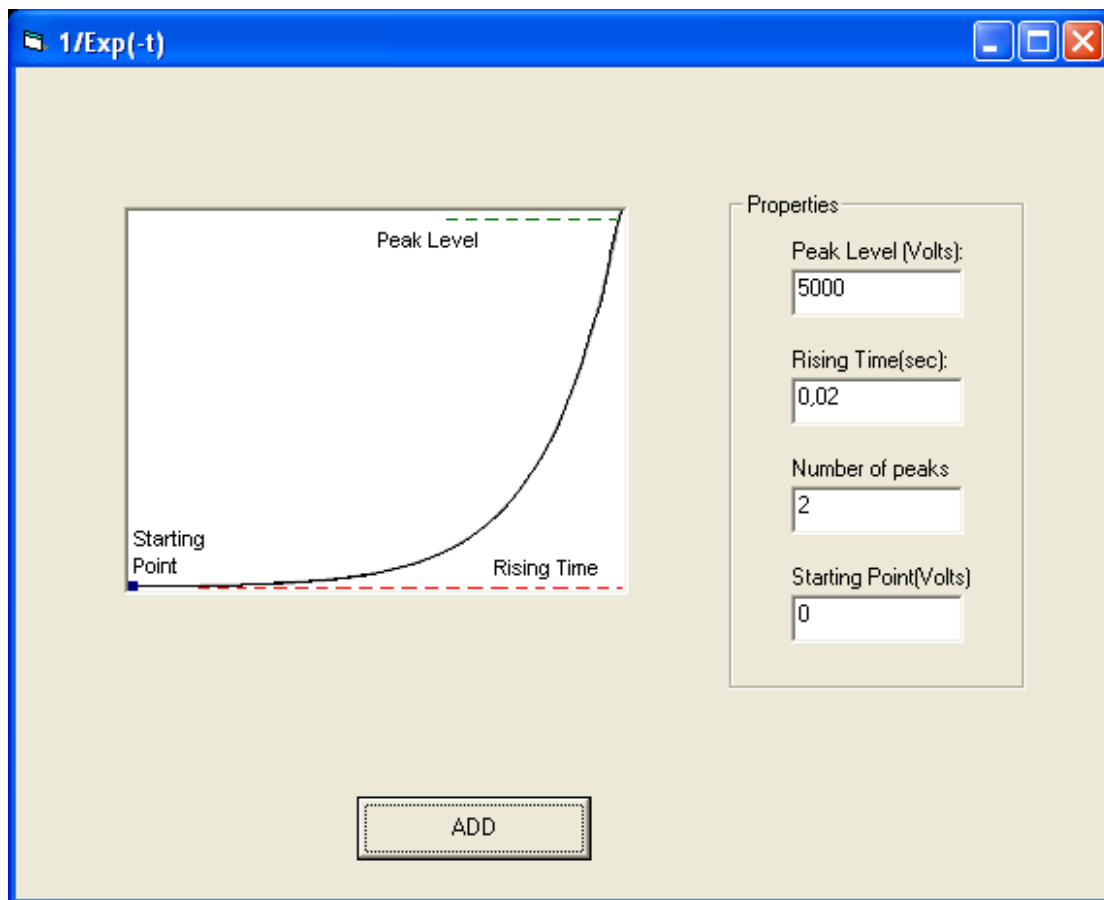 1/Exp(-t)
Peak Level
Starting
Point
Rising Time
Properties
Peak Level (Volts):
5000
Rising Time(sec):
0,02
Number of peaks
2
Starting Point(Volts)
0
ADD